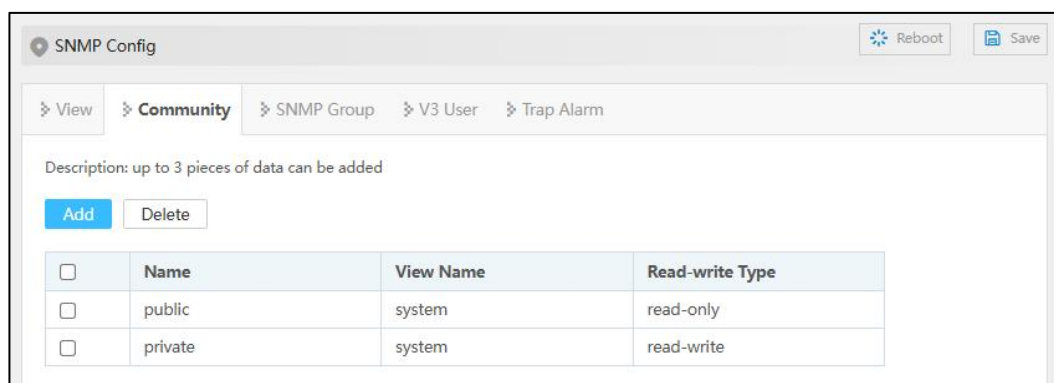 SNMP Config
Reboot
Save
View Community SNMP Group V3 User Trap Alarm
Description: up to 3 pieces of data can be added
Add Delete
Name View Name Read-write Type
public system read-only
private system read-write